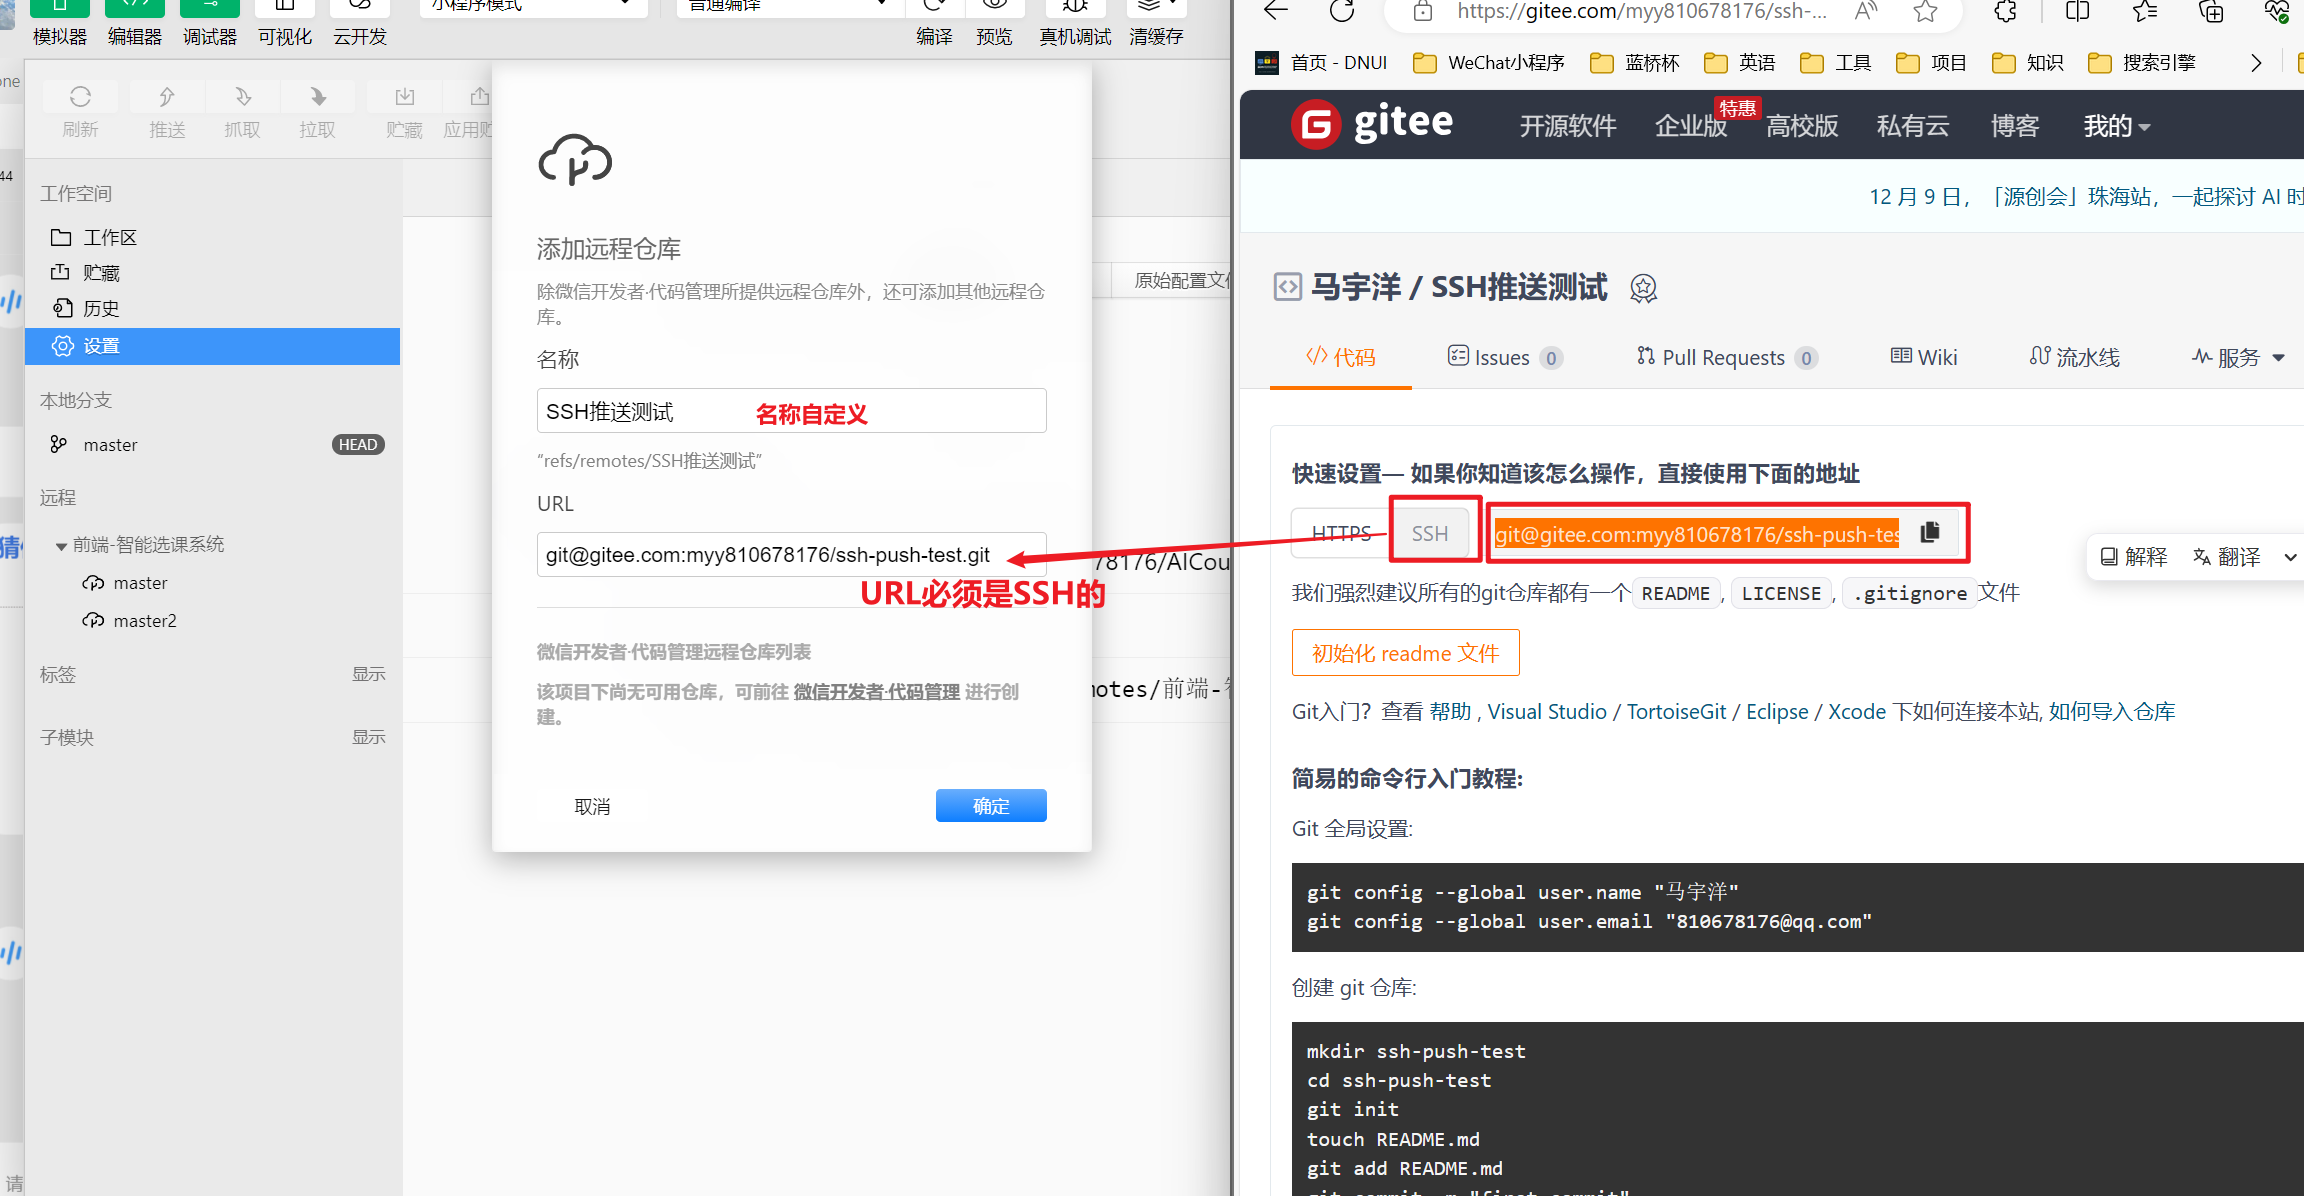 小程序模式
普通编译
模拟器 编辑器 调试器 可视化 云开发
编译 预览 真机调试 清缓存
刷新 推送 抓取 拉取 贮藏
44
工作空间
工作区
贮藏
历史
设置
本地分支
master HEAD
远程
前端-智能选课系统
master
master2
标签 显示
子模块 显示
添加远程仓库
除微信开发者·代码管理所提供远程仓库外，还可添加其他远程仓
库。
名称
SSH推送测试
名称自定义
“refs/remotes/SSH推送测试”
URL
git@gitee.com:myy810678176/ssh-push-test.git
URL必须是SSH的
微信开发者·代码管理远程仓库列表
该项目下尚无可用仓库，可前往 微信开发者·代码管理 进行创
建。
取消 确定
原始配置文
78176/AICou
notes/前端-
请
https://gitee.com/myy810678176/ssh-...
首页 - DNUI WeChat小程序 蓝桥杯 英语 工具 项目 知识 搜索引擎
gitee 开源软件 企业版 特惠 高校版 私有云 博客 我的
12 月 9 日，「源创会」珠海站，一起探讨 AI 时
马宇洋 / SSH推送测试
代码 Issues 0 Pull Requests 0 Wiki 流水线 服务
快速设置— 如果你知道该怎么操作，直接使用下面的地址
HTTPS SSH git@gitee.com:myy810678176/ssh-push-tes
解释 翻译
我们强烈建议所有的git仓库都有一个 README , LICENSE , .gitignore 文件
初始化 readme 文件
Git入门？查看 帮助 , Visual Studio / TortoiseGit / Eclipse / Xcode 下如何连接本站, 如何导入仓库
简易的命令行入门教程:
Git 全局设置:
git config --global user.name "马宇洋"
git config --global user.email "810678176@qq.com"
创建 git 仓库:
mkdir ssh-push-test
cd ssh-push-test
git init
touch README.md
git add README.md
git commit -m "first commit"